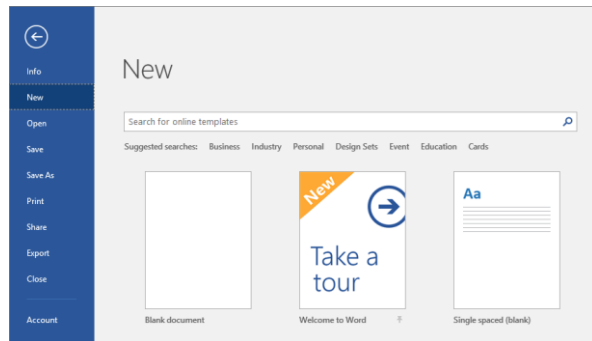 Info
New
Open
Save
Save As
Print
Share
Export
Close
Account
New
Search for online templates
Suggested searches: Business Industry Personal Design Sets Event Education Cards
New
Take a
tour
Aa
Blank document
Welcome to Word
Single spaced (blank)